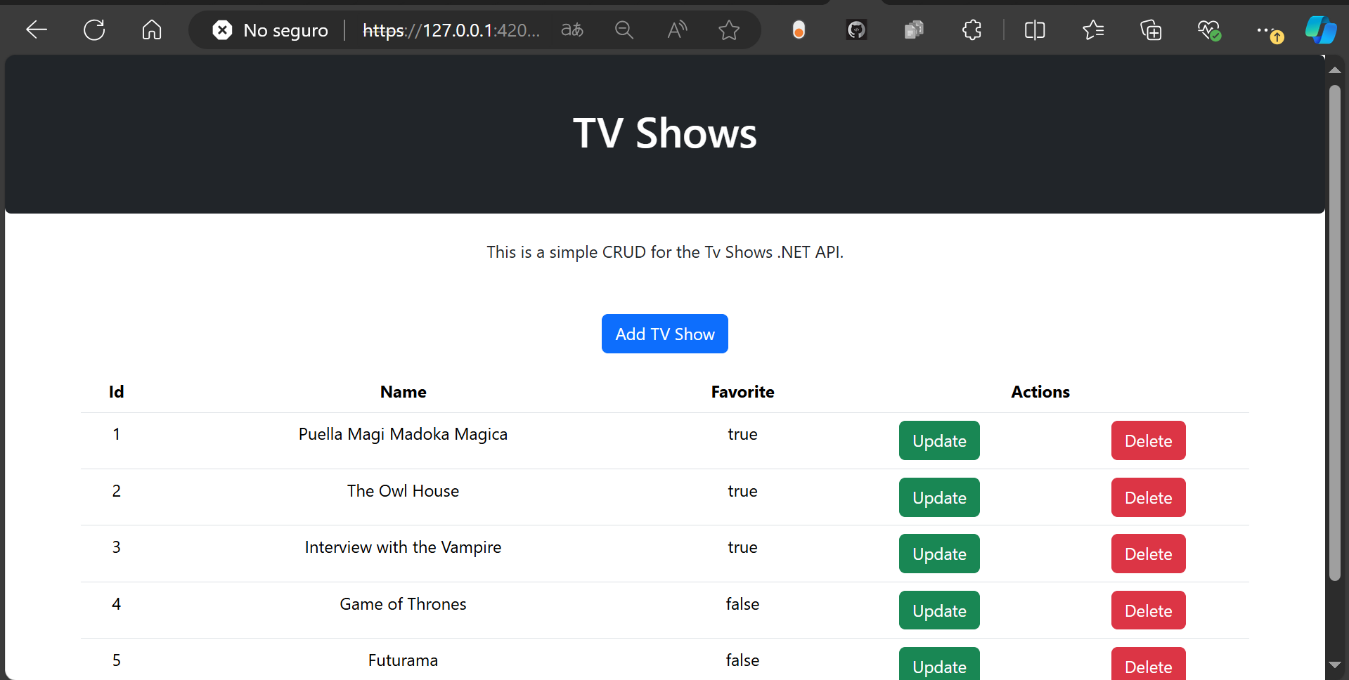 No seguro https://127.0.0.1:420...
TV Shows
This is a simple CRUD for the Tv Shows .NET API.
Add TV Show
Id Name Favorite Actions
1 Puella Magi Madoka Magica true Update Delete
2 The Owl House true Update Delete
3 Interview with the Vampire true Update Delete
4 Game of Thrones false Update Delete
5 Futurama false Update Delete